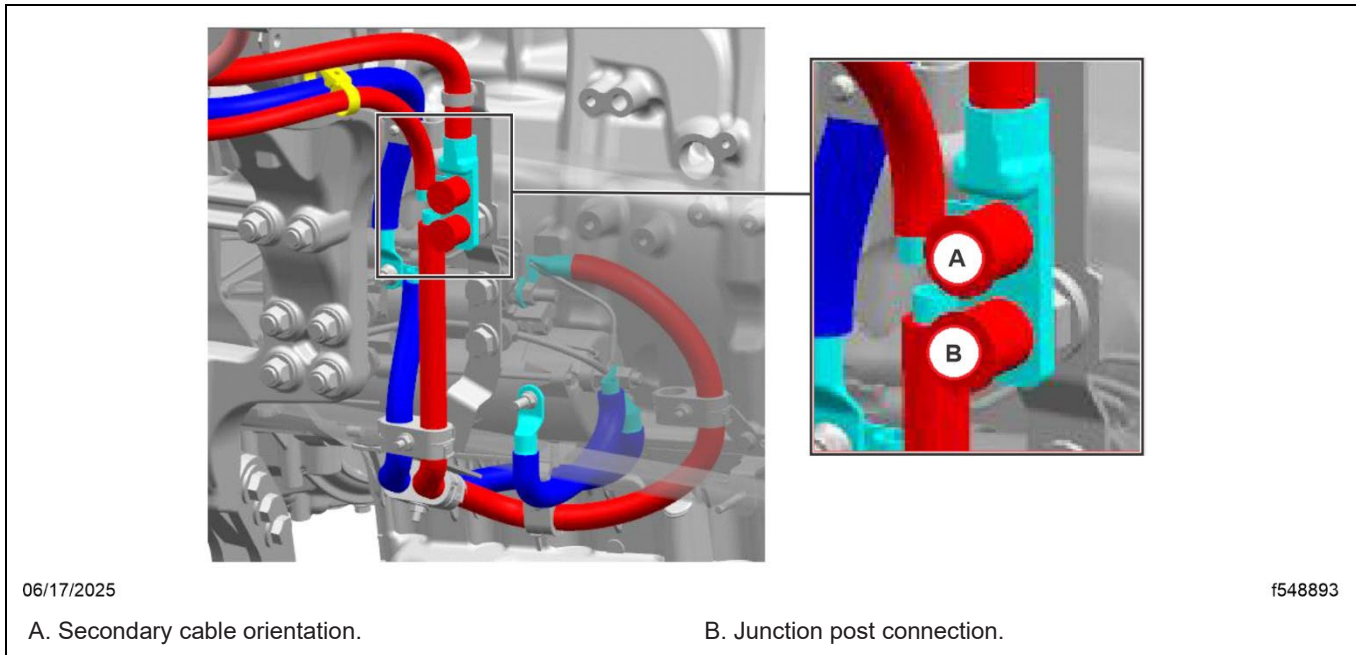 A
B
06/17/2025
f548893
A. Secondary cable orientation.
B. Junction post connection.